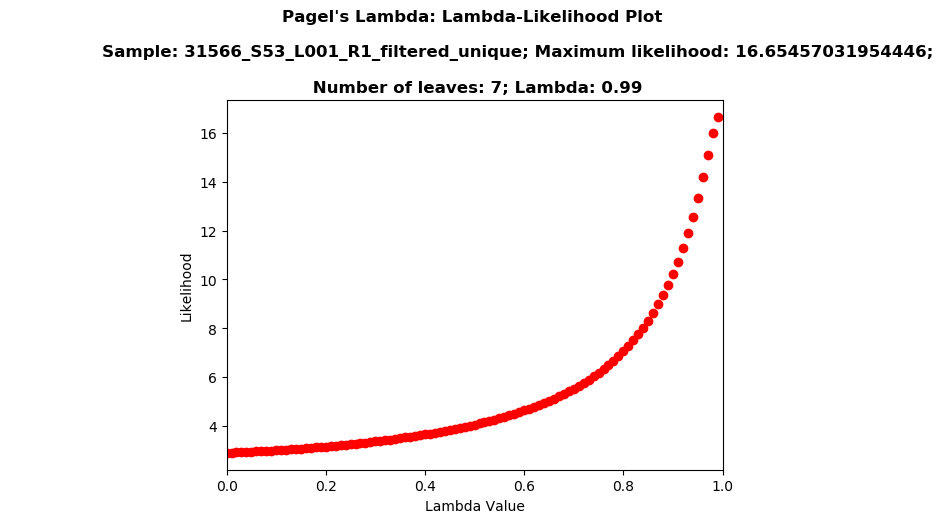 Pagel's Lambda: Lambda-Likelihood Plot
Sample: 31566_S53_L001_R1_filtered_unique; Maximum likelihood: 16.65457031954446;
Number of leaves: 7; Lambda: 0.99
16
14
12
10
8
6
4
Likelihood
0.0 0.2 0.4 0.6 0.8 1.0
Lambda Value